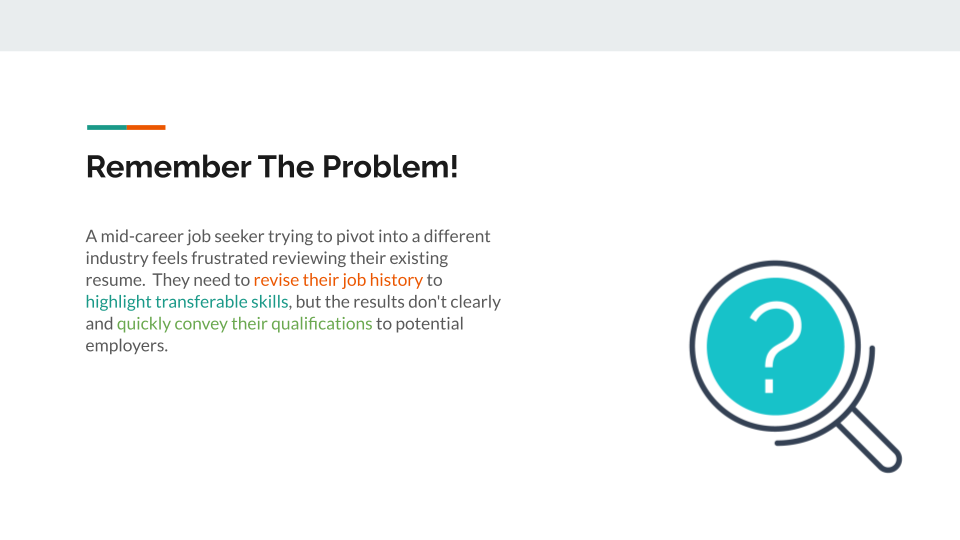 Remember The Problem!
A mid-career job seeker trying to pivot into a different
industry feels frustrated reviewing their existing
resume.  They need to revise their job history to
highlight transferable skills, but the results don't clearly
and quickly convey their qualifications to potential
employers.
?